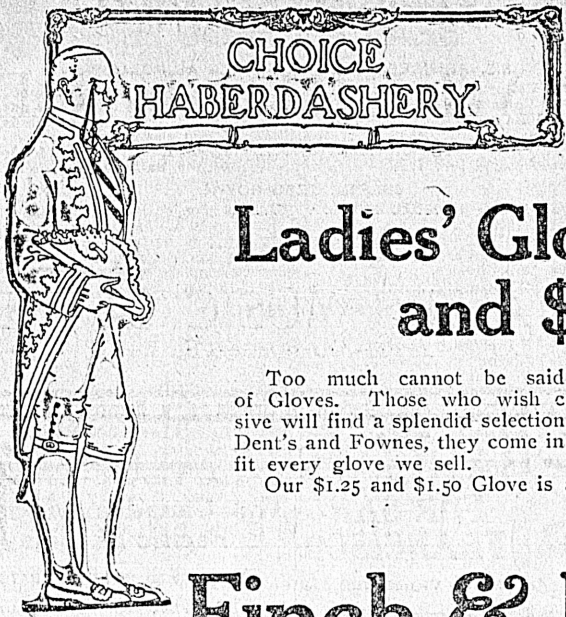 CHOICE
HABERDASHERY
Ladies' Glo
and $
Too much cannot be said
of Gloves. Those who wish c
sive will find a splendid selection
Dent's and Fownes, they come in
fit every glove we sell.
Our $1.25 and $1.50 Glove is
Finch &